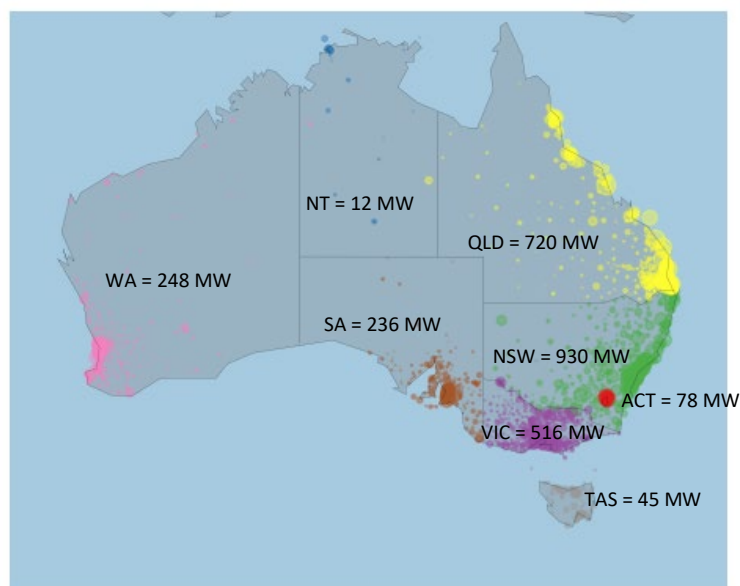 NT = 12 MW
QLD = 720 MW
WA = 248 MW
SA = 236 MW
NSW = 930 MW
ACT = 78 MW
VIC = 516 MW
TAS = 45 MW